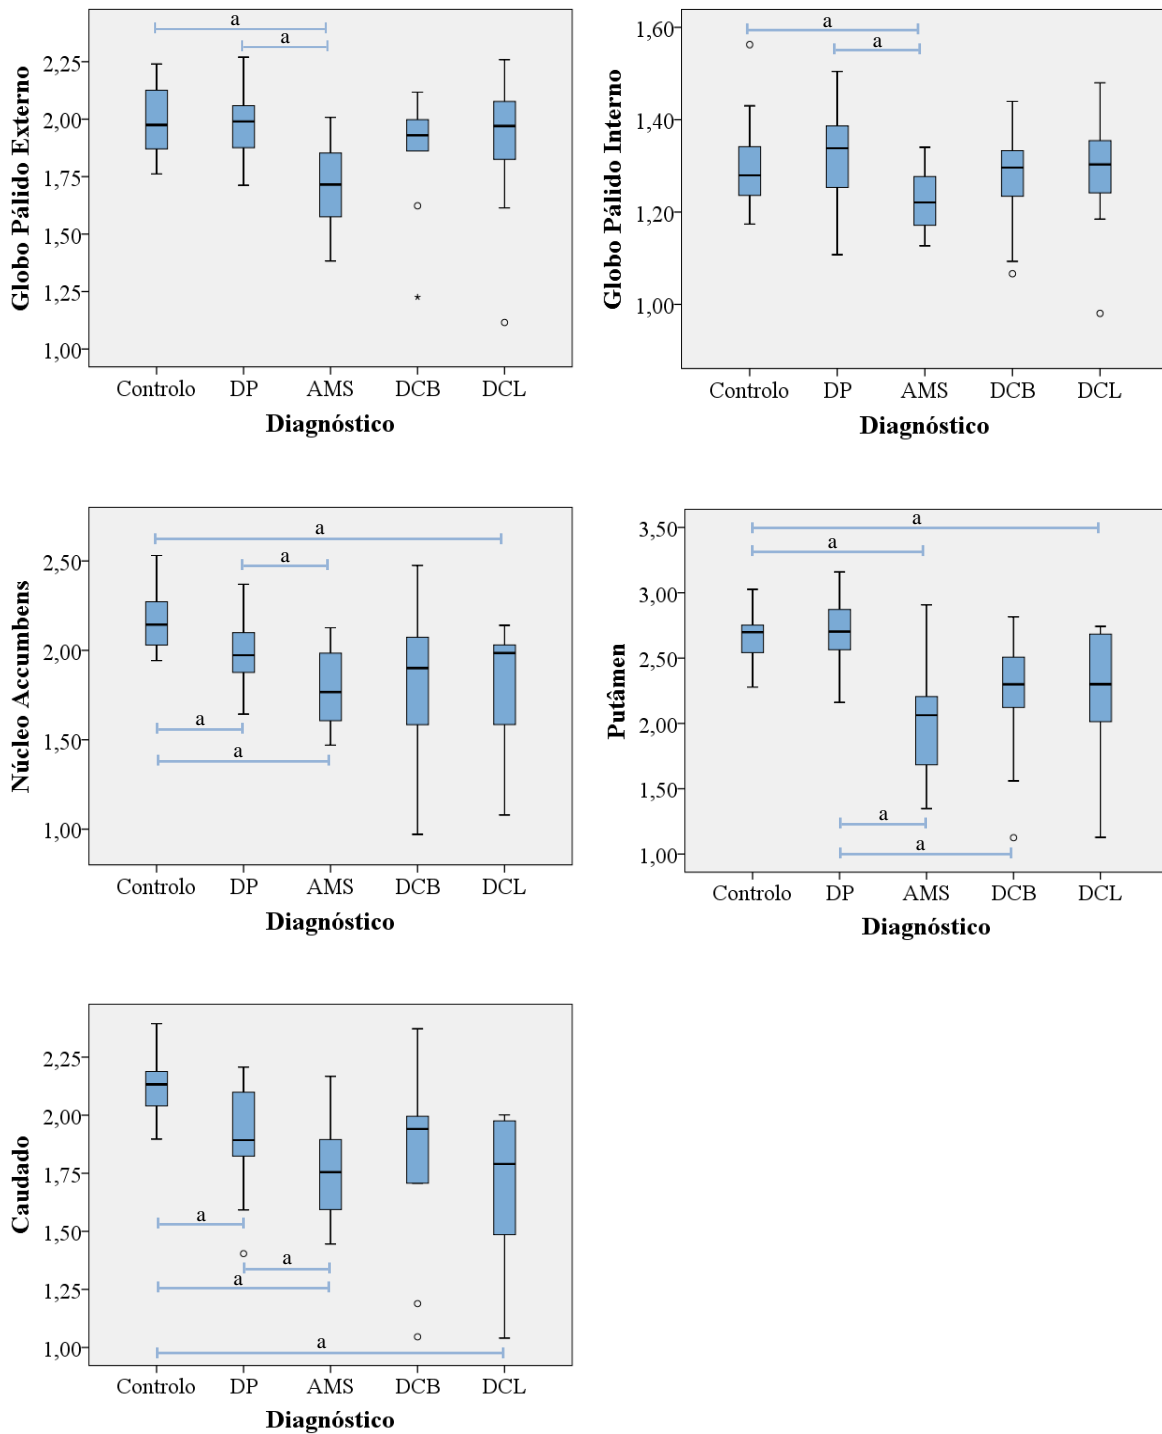 a
a
2,25
2,00
1,75
1,50
1,25
1,00
Globo Pálido Externo
Controlo DP AMS DCB DCL
Diagnóstico
a
a
1,60
1,40
1,20
1,00
Globo Pálido Interno
Controlo DP AMS DCB DCL
Diagnóstico
a
a
2,50
2,00
1,50
1,00
a
a
Núcleo Accumbens
Controlo DP AMS DCB DCL
Diagnóstico
a
a
3,50
3,00
2,50
2,00
1,50
1,00
a
a
Putâmen
Controlo DP AMS DCB DCL
Diagnóstico
2,25
2,00
1,75
1,50
1,25
1,00
a
a
a
a
Caudado
Controlo DP AMS DCB DCL
Diagnóstico